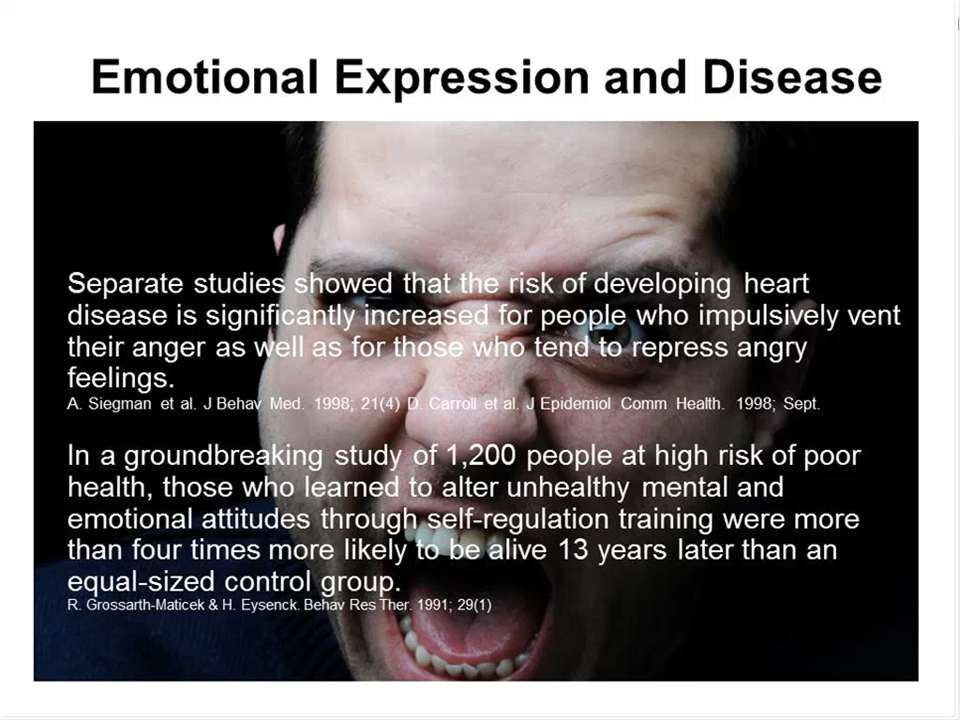 Emotional Expression and Disease
Separate studies showed that the risk of developing heart
disease is significantly increased for people who impulsively vent
their anger as well as for those who tend to repress angry
feelings.
A. Siegman et al. J Behav Med. 1998; 21(4) D. Carroll et al. J Epidemiol Comm Health. 1998; Sept.
In a groundbreaking study of 1,200 people at high risk of poor
health, those who learned to alter unhealthy mental and
emotional attitudes through self-regulation training were more
than four times more likely to be alive 13 years later than an
equal-sized control group.
R. Grossarth-Maticek & H. Eysenck. Behav Res Ther. 1991; 29(1)